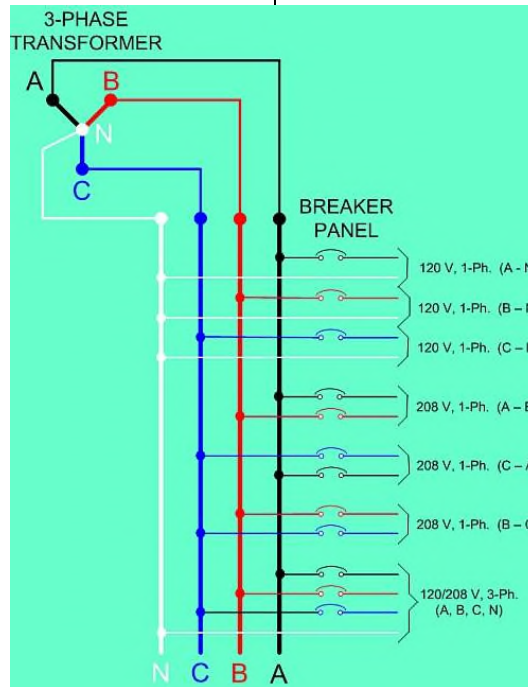 3-PHASE
TRANSFORMER
A
B
N
C
BREAKER
PANEL
120 V, 1-Ph. (A - N
120 V, 1-Ph. (B – N
120 V, 1-Ph. (C –
208 V, 1-Ph. (A –
208 V, 1-Ph. (C –
208 V, 1-Ph. (B –
120/208 V, 3-Ph.
(A, B, C, N)
N C B A